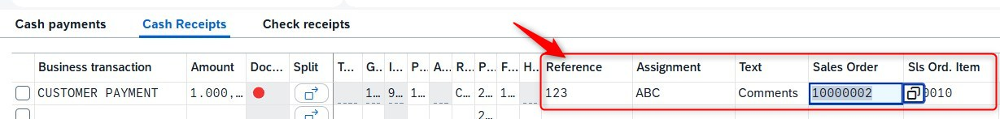 Cash payments Cash Receipts Check receipts
Business transaction Amount Doc... Split T... G... I... P... A... R... P... F... H... Reference Assignment Text Sales Order Sls Ord. Item
CUSTOMER PAYMENT 1.000,... 1... 9... 1... C... 2... 1... 123 ABC Comments 10000002 0010
2...